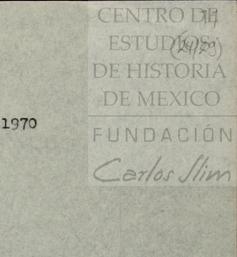 CENTRO DE
ESTUDIOS
DE HISTORIA
DE MEXICO
1970
FUNDACIÓN
Carlos Slim